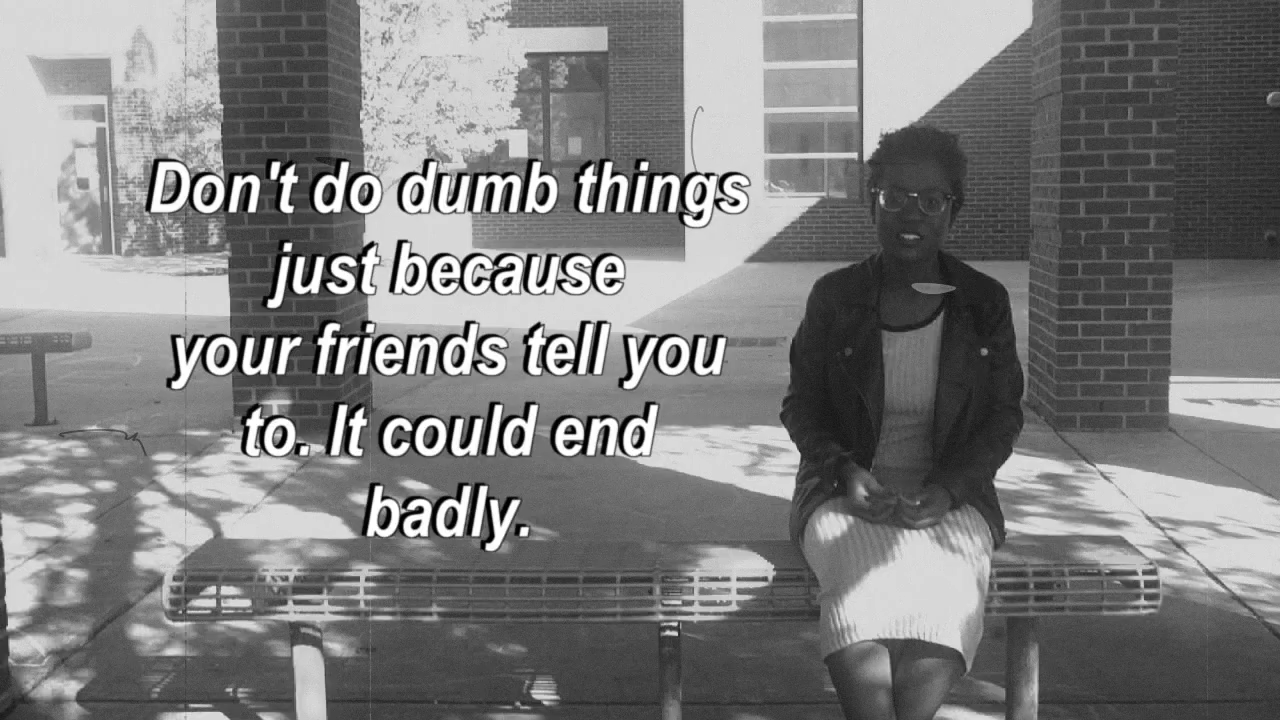 Don't do dumb things
just because
your friends tell you
to. It could end
badly.